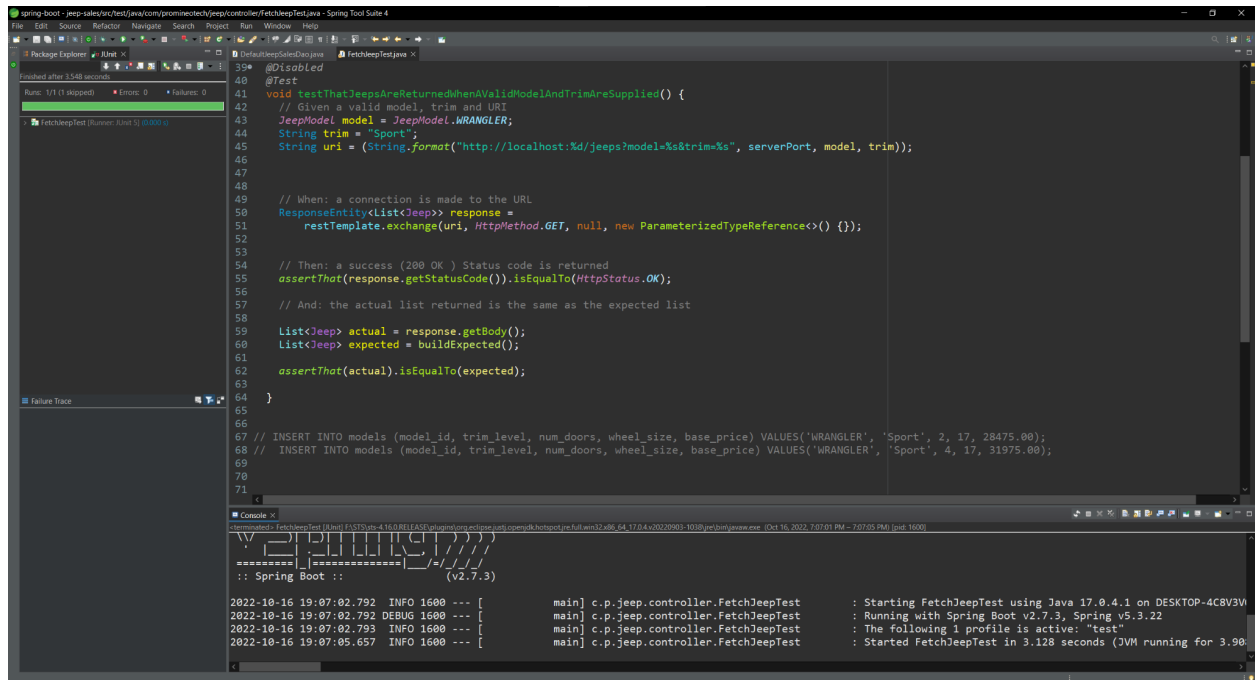 spring-boot - jeep-sales/src/test/java/com/promineotech/jeep/controller/FetchJeepTest.java - Spring Tool Suite 4
File Edit Source Refactor Navigate Search Project Run Window Help
Package Explorer JUnit
Finished after 3.548 seconds
Runs: 1/1 (1 skipped) Errors: 0 Failures: 0
FetchJeepTest [Runner: JUnit 5] (0.000 s)
Failure Trace
DefaultJeepSalesDao.java FetchJeepTest.java
39 @Disabled
40 @Test
41 void testThatJeepsAreReturnedWhenAValidModelAndTrimAreSupplied() {
42 // Given a valid model, trim and URI
43 JeepModel model = JeepModel.WRANGLER;
44 String trim = "Sport";
45 String uri = (String.format("http://localhost:%d/jeeps?model=%s&trim=%s", serverPort, model, trim));
46
47
48
49 // When: a connection is made to the URL
50 ResponseEntity<List<Jeep>> response =
51 restTemplate.exchange(uri, HttpMethod.GET, null, new ParameterizedTypeReference<>() {});
52
53
54 // Then: a success (200 OK ) Status code is returned
55 assertThat(response.getStatusCode()).isEqualTo(HttpStatus.OK);
56
57 // And: the actual list returned is the same as the expected list
58
59 List<Jeep> actual = response.getBody();
60 List<Jeep> expected = buildExpected();
61
62 assertThat(actual).isEqualTo(expected);
63
64 }
65
66
67 // INSERT INTO models (model_id, trim_level, num_doors, wheel_size, base_price) VALUES('WRANGLER', 'Sport', 2, 17, 28475.00);
68 // INSERT INTO models (model_id, trim_level, num_doors, wheel_size, base_price) VALUES('WRANGLER', 'Sport', 4, 17, 31975.00);
69
70
71
Console
<terminated> FetchJeepTest [JUnit] F:\STS\sts-4.16.0.RELEASE\plugins\org.eclipse.justj.openjdk.hotspot.jre.full.win32.x86_64_17.0.4.v20220903-1038\jre\bin\javaw.exe (Oct 16, 2022, 7:07:01 PM – 7:07:05 PM) [pid: 1600]
:: Spring Boot :: (v2.7.3)
2022-10-16 19:07:02.792 INFO 1600 --- [ main] c.p.jeep.controller.FetchJeepTest : Starting FetchJeepTest using Java 17.0.4.1 on DESKTOP-4C8V3V
2022-10-16 19:07:02.792 DEBUG 1600 --- [ main] c.p.jeep.controller.FetchJeepTest : Running with Spring Boot v2.7.3, Spring v5.3.22
2022-10-16 19:07:02.793 INFO 1600 --- [ main] c.p.jeep.controller.FetchJeepTest : The following 1 profile is active: "test"
2022-10-16 19:07:05.657 INFO 1600 --- [ main] c.p.jeep.controller.FetchJeepTest : Started FetchJeepTest in 3.128 seconds (JVM running for 3.90